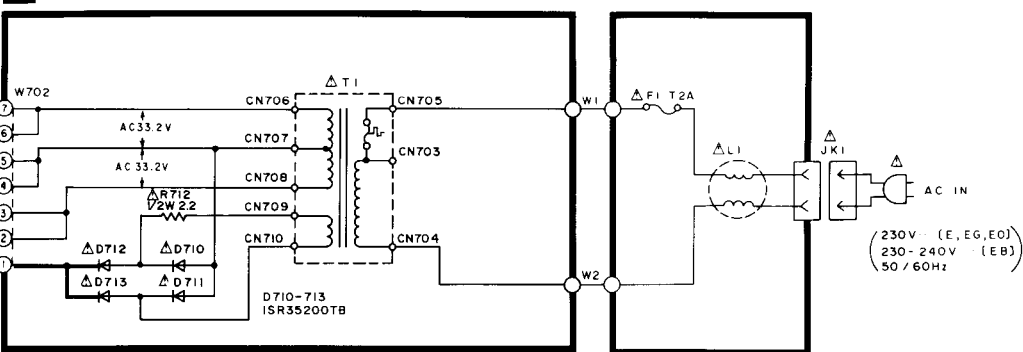 W702
7
6
5
4
3
2
1
AC33.2V
AC 33.2V
CN706
CN707
CN708
CN709
CN710
⚠R712
1/2W 2.2
⚠D712
⚠D710
⚠D713
⚠D711
D710-713
ISR35200TB
⚠T1
CN705
CN703
CN704
W1
W2
⚠F1 T2A
⚠L1
⚠
JK1
⚠
AC IN
230V-- (E,EG,EO)
230-240V -- (EB)
50/60Hz